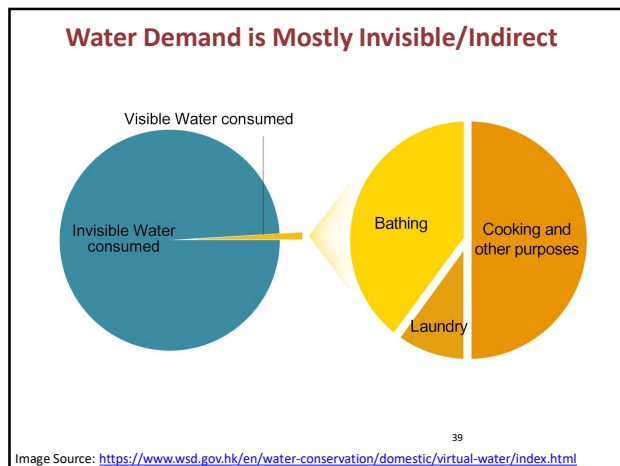 Water Demand is Mostly Invisible/Indirect
Visible Water consumed
Invisible Water
consumed
Bathing
Cooking and
other purposes
Laundry
39
Image Source: https://www.wsd.gov.hk/en/water-conservation/domestic/virtual-water/index.html